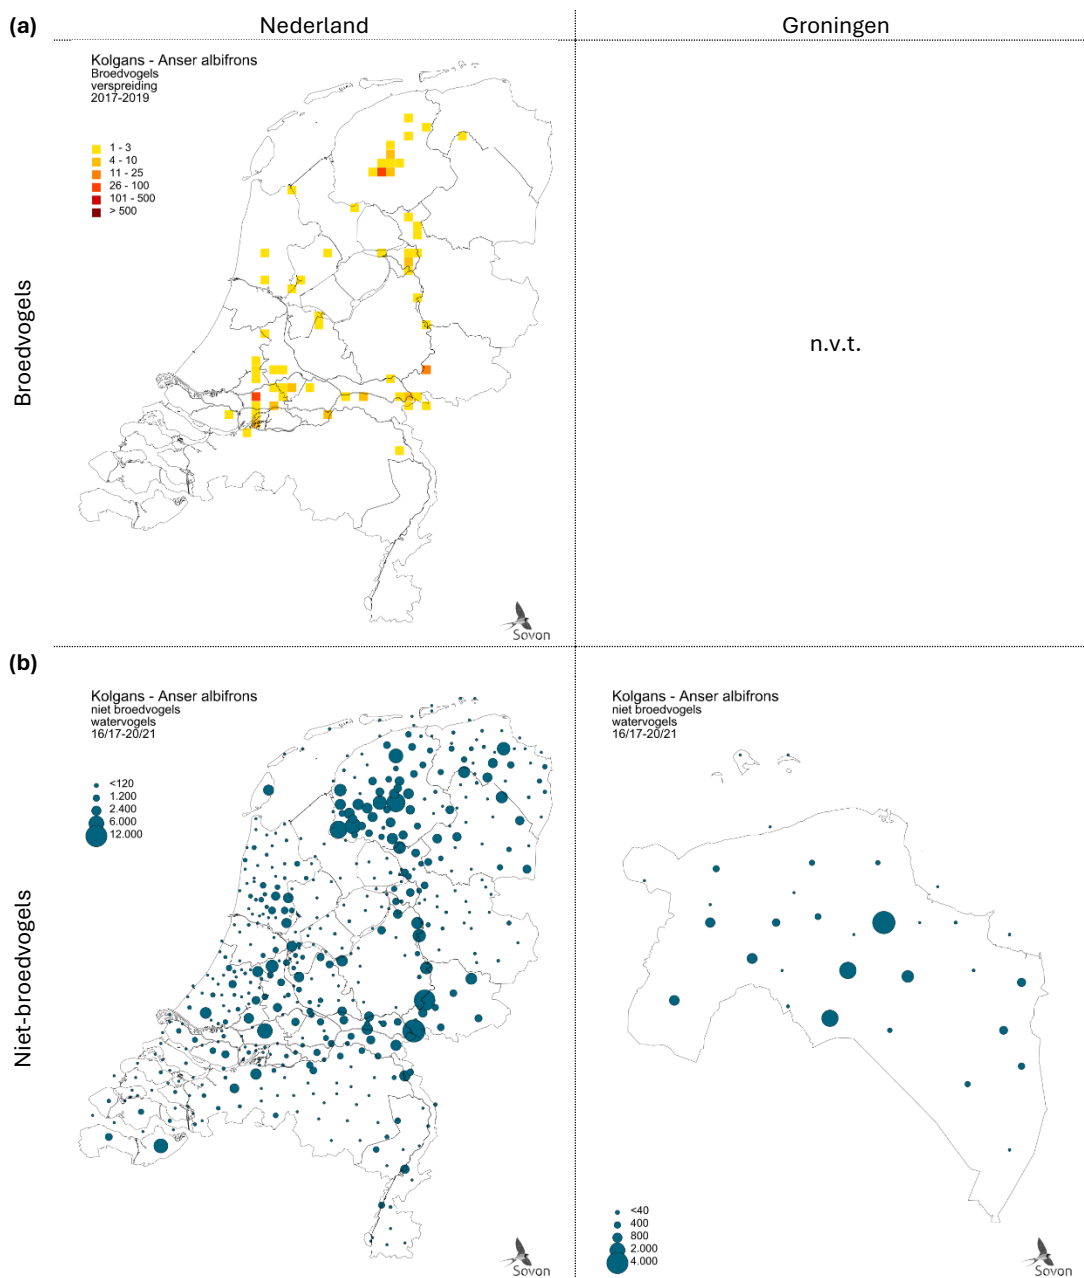 (a)
Nederland
Groningen
Kolgans - Anser albifrons
Broedvogels
verspreiding
2017-2019
1 - 3
4 - 10
11 - 25
26 - 100
101 - 500
> 500
Broedvogels
n.v.t.
Sovon
(b)
Kolgans - Anser albifrons
niet broedvogels
watervogels
16/17-20/21
<120
1.200
2.400
6.000
12.000
Niet-broedvogels
Sovon
Kolgans - Anser albifrons
niet broedvogels
watervogels
16/17-20/21
<40
400
800
2.000
4.000
Sovon